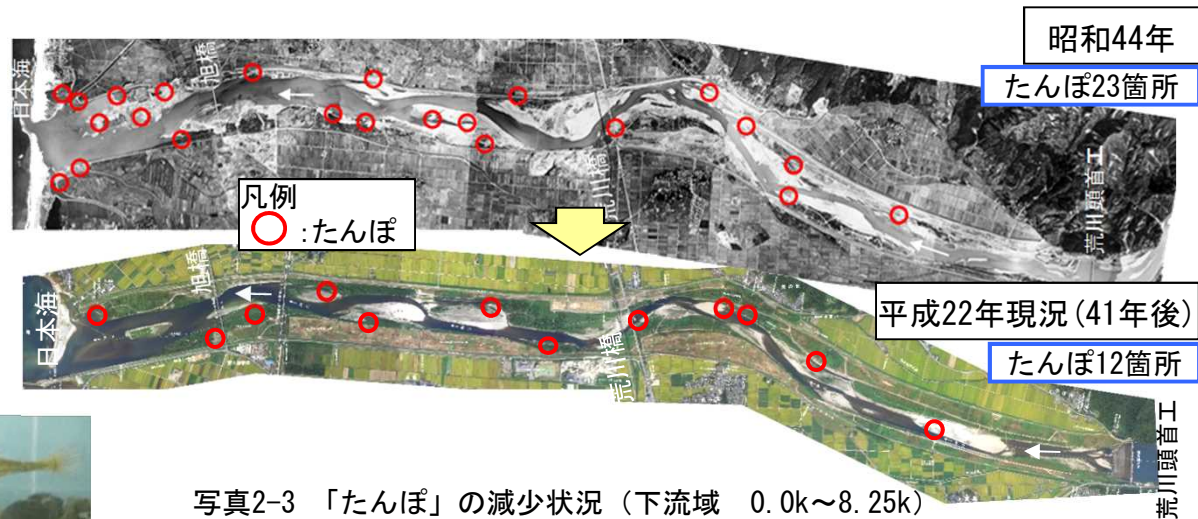 昭和44年
たんぽ23箇所
日本海
旭橋
荒川橋
荒川頭首工
凡例
○：たんぽ
平成22年現況(41年後)
たんぽ12箇所
日本海
旭橋
荒川橋
荒川頭首工
写真2-3 「たんぽ」の減少状況（下流域　0.0k～8.25k）